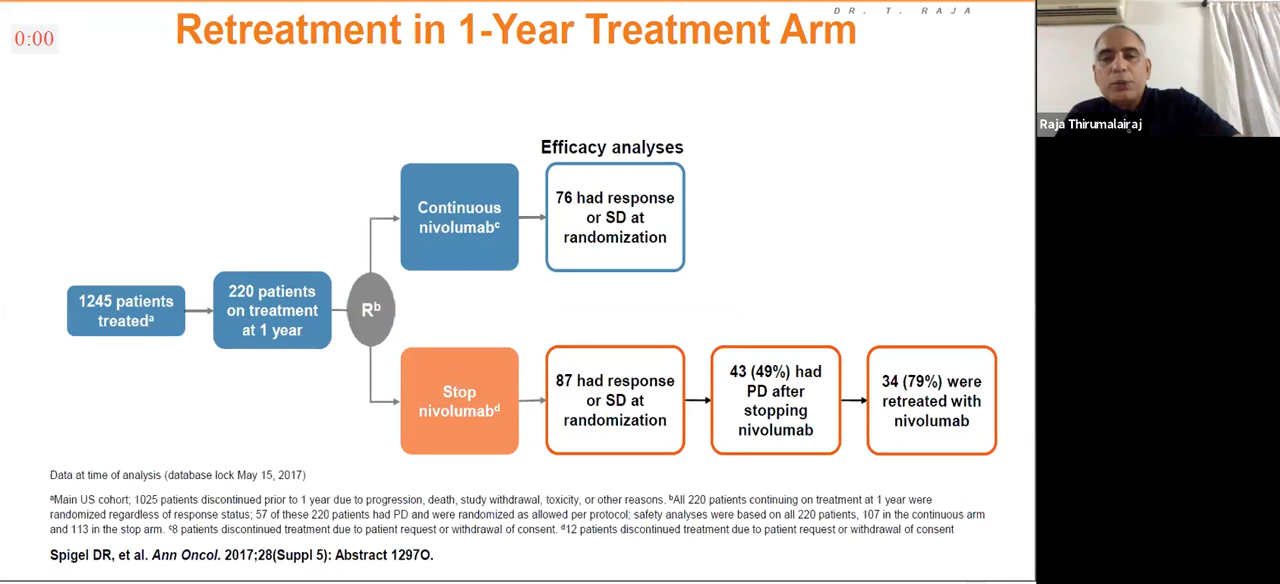 DR. T. RAJA
0:00
Retreatment in 1-Year Treatment Arm
Raja Thirumalairaj
Efficacy analyses
Continuous
nivolumabᶜ
76 had response
or SD at
randomization
1245 patients
treatedᵃ
220 patients
on treatment
at 1 year
Rᵇ
Stop
nivolumabᵈ
87 had response
or SD at
randomization
43 (49%) had
PD after
stopping
nivolumab
34 (79%) were
retreated with
nivolumab
Data at time of analysis (database lock May 15, 2017)
ᵃMain US cohort; 1025 patients discontinued prior to 1 year due to progression, death, study withdrawal, toxicity, or other reasons. ᵇAll 220 patients continuing on treatment at 1 year were
randomized regardless of response status; 57 of these 220 patients had PD and were randomized as allowed per protocol; safety analyses were based on all 220 patients, 107 in the continuous arm
and 113 in the stop arm. ᶜ8 patients discontinued treatment due to patient request or withdrawal of consent. ᵈ12 patients discontinued treatment due to patient request or withdrawal of consent
Spigel DR, et al. Ann Oncol. 2017;28(Suppl 5): Abstract 1297O.